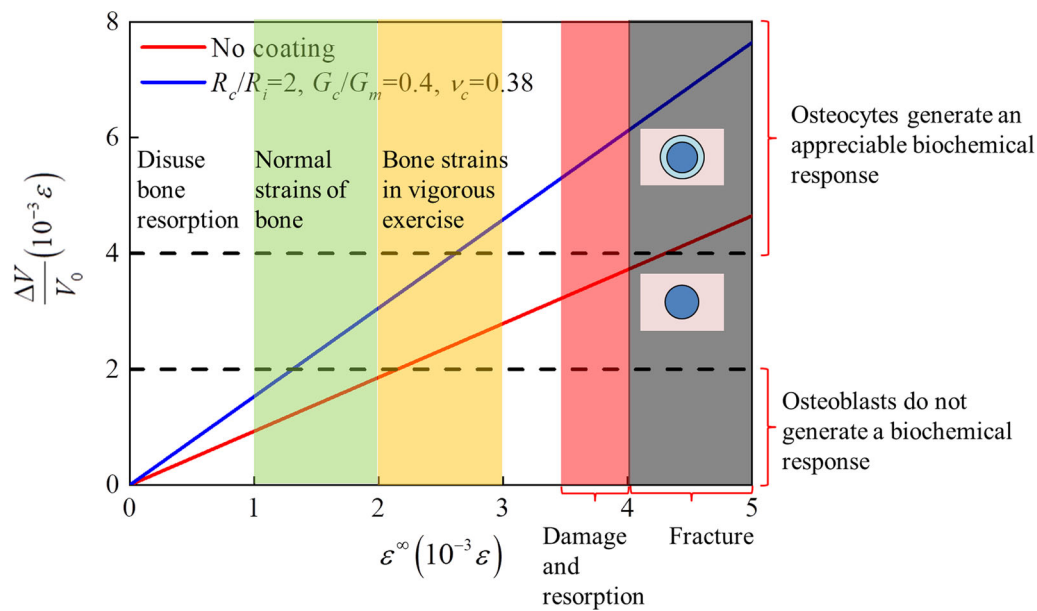 8
6
4
2
0
ΔV/V₀ (10⁻³ ε)
No coating
R_c/R_i=2, G_c/G_m=0.4, ν_c=0.38
Disuse
bone
resorption
Normal
strains of
bone
Bone strains
in vigorous
exercise
0
1
2
3
4
5
ε^∞ (10⁻³ ε)
Damage
and
resorption
Fracture
Osteocytes generate an
appreciable biochemical
response
Osteoblasts do not
generate a biochemical
response